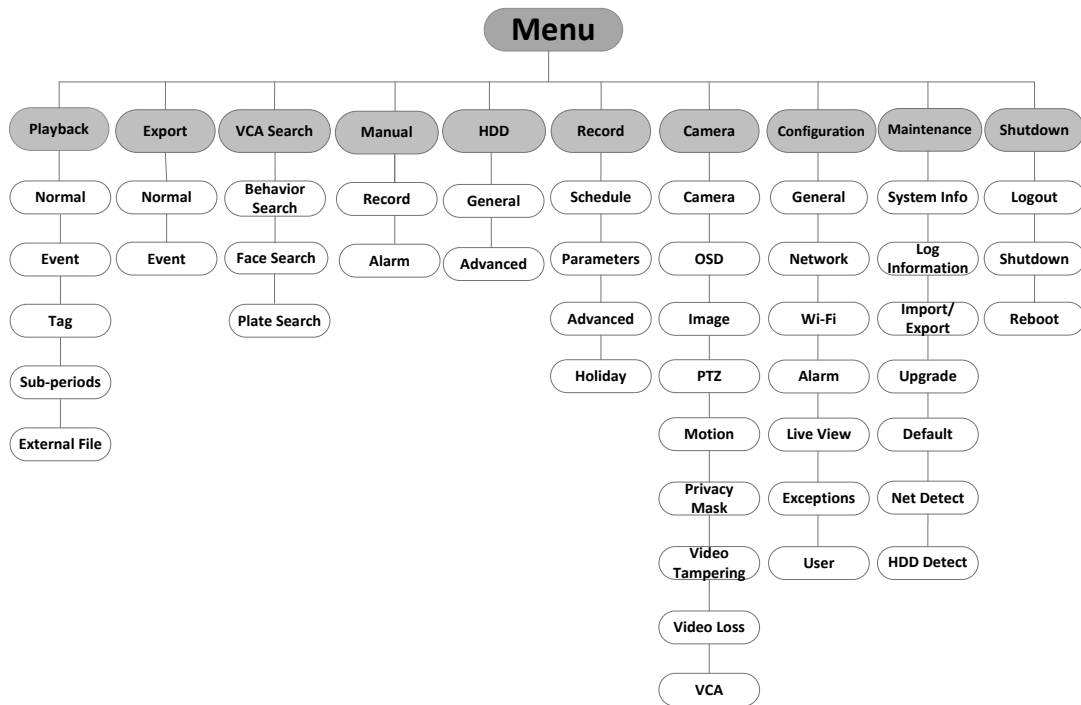 Menu
Playback
Export
VCA Search
Manual
HDD
Record
Camera
Configuration
Maintenance
Shutdown
Normal
Normal
Behavior
Search
Record
General
Schedule
Camera
General
System Info
Logout
Event
Event
Face Search
Alarm
Advanced
Parameters
OSD
Network
Log
Information
Shutdown
Tag
Plate Search
Advanced
Image
Wi-Fi
Import/
Export
Reboot
Sub-periods
Holiday
PTZ
Alarm
Upgrade
External File
Motion
Live View
Default
Privacy
Mask
Exceptions
Net Detect
Video
Tampering
User
HDD Detect
Video Loss
VCA